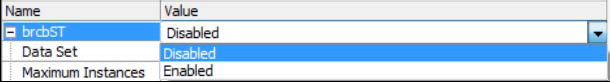 Name Value
brcbST Disabled
Data Set Disabled
Maximum Instances Enabled